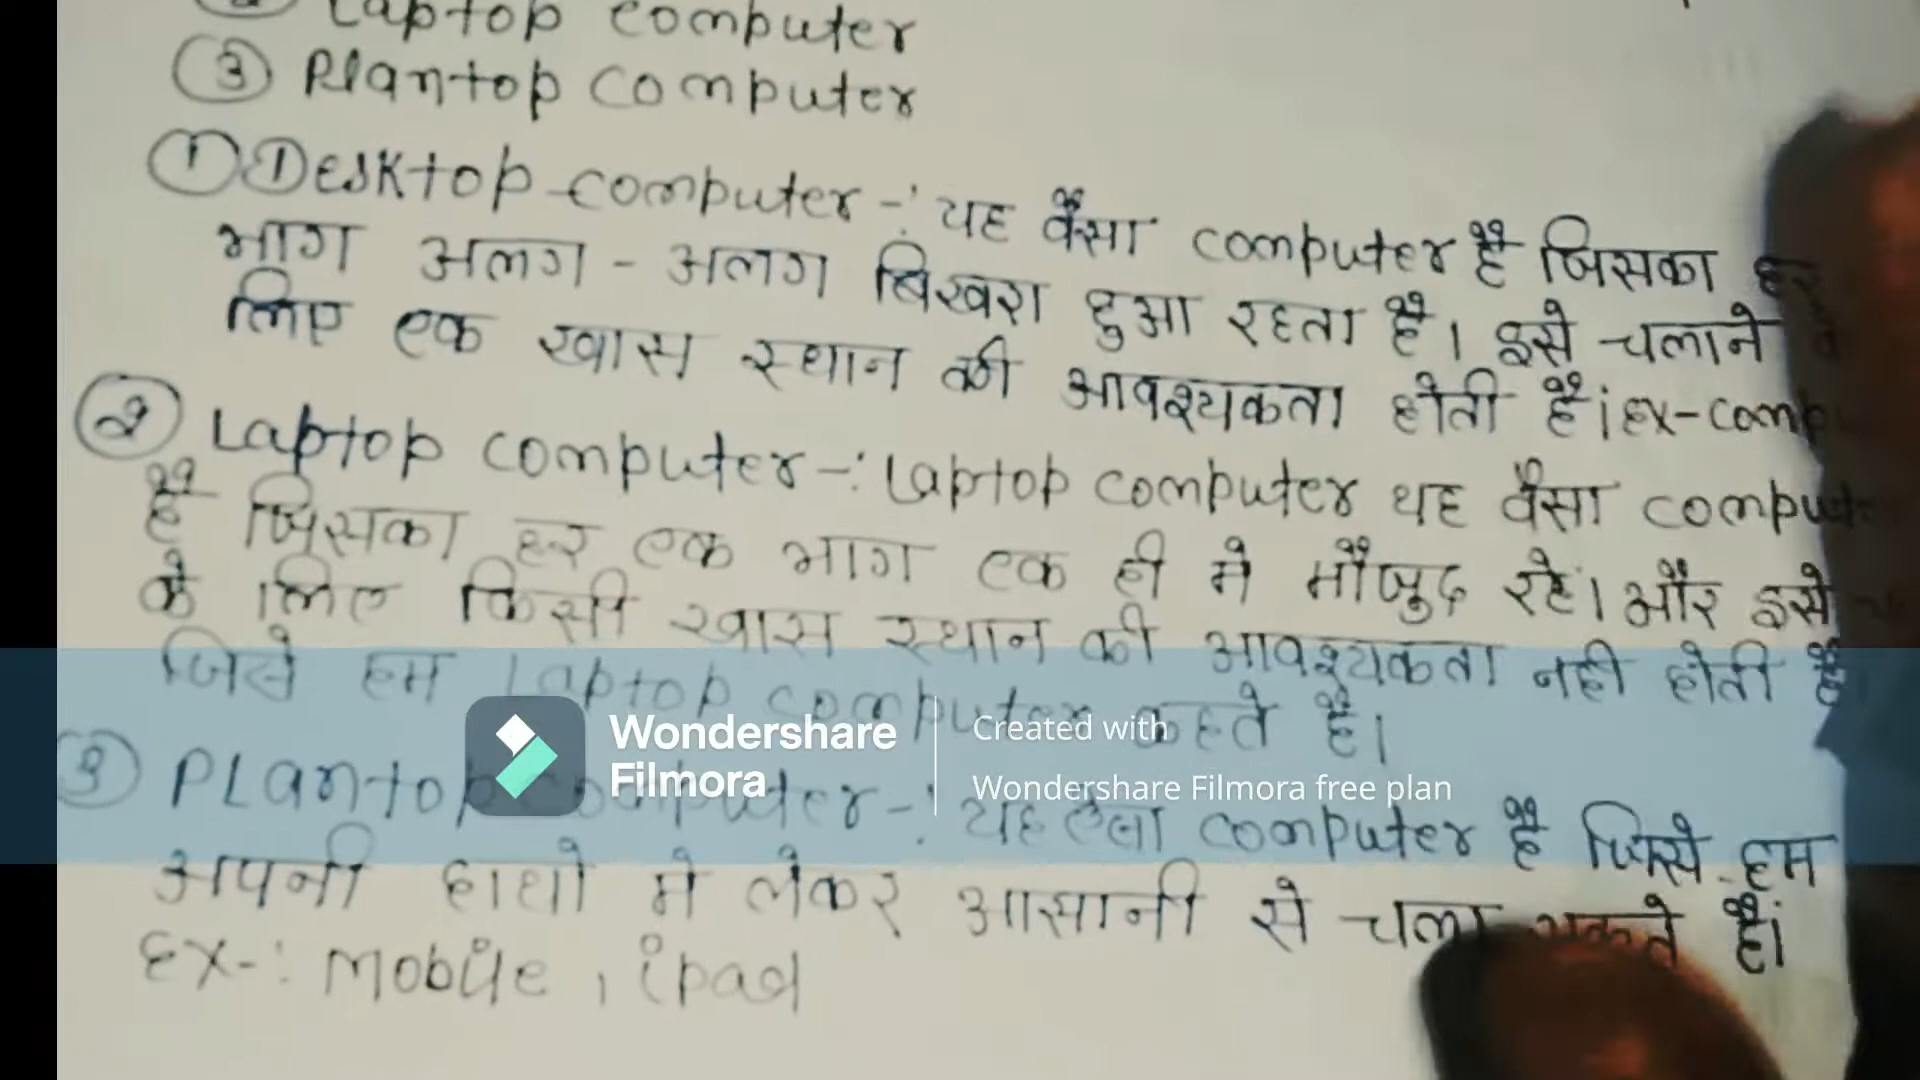 Laptop computer
③ Plantop computer
① Desktop computer -: यह वैसा computer है जिसका हर
भाग अलग - अलग बिखरा हुआ रहता है। इसे चलाने
लिए एक खास स्थान की आवश्यकता होती है। Ex-comp
② Laptop computer -: Laptop computer यह वैसा comput
है जिसका हर एक भाग एक ही मे मौजुद रहे। और इसे
के लिए किसी खास स्थान की आवश्यकता नही होती है
जिसे हम Laptop computer कहते है।
③ PLantop computer -: यह ऐसा computer है जिसे हम
अपनी हाथो मे लेकर आसानी से चला सकते है।
Ex-: Mobile, ipad
Wondershare
Filmora
Created with
Wondershare Filmora free plan